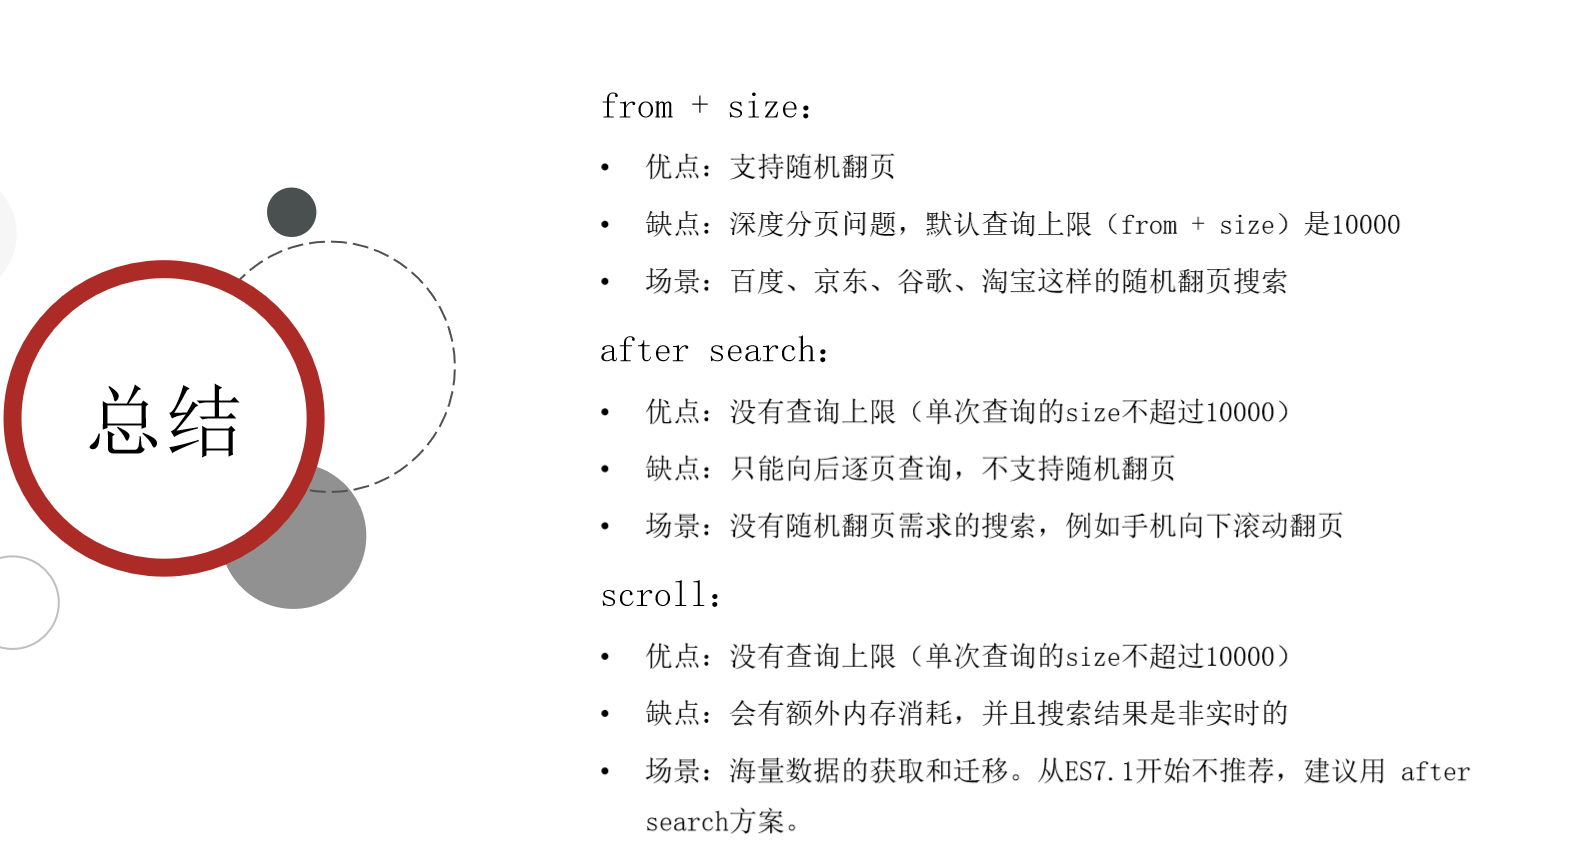 总结
from + size：
• 优点：支持随机翻页
• 缺点：深度分页问题，默认查询上限（from + size）是10000
• 场景：百度、京东、谷歌、淘宝这样的随机翻页搜索
after search：
• 优点：没有查询上限（单次查询的size不超过10000）
• 缺点：只能向后逐页查询，不支持随机翻页
• 场景：没有随机翻页需求的搜索，例如手机向下滚动翻页
scroll：
• 优点：没有查询上限（单次查询的size不超过10000）
• 缺点：会有额外内存消耗，并且搜索结果是非实时的
• 场景：海量数据的获取和迁移。从ES7.1开始不推荐，建议用 after
search方案。